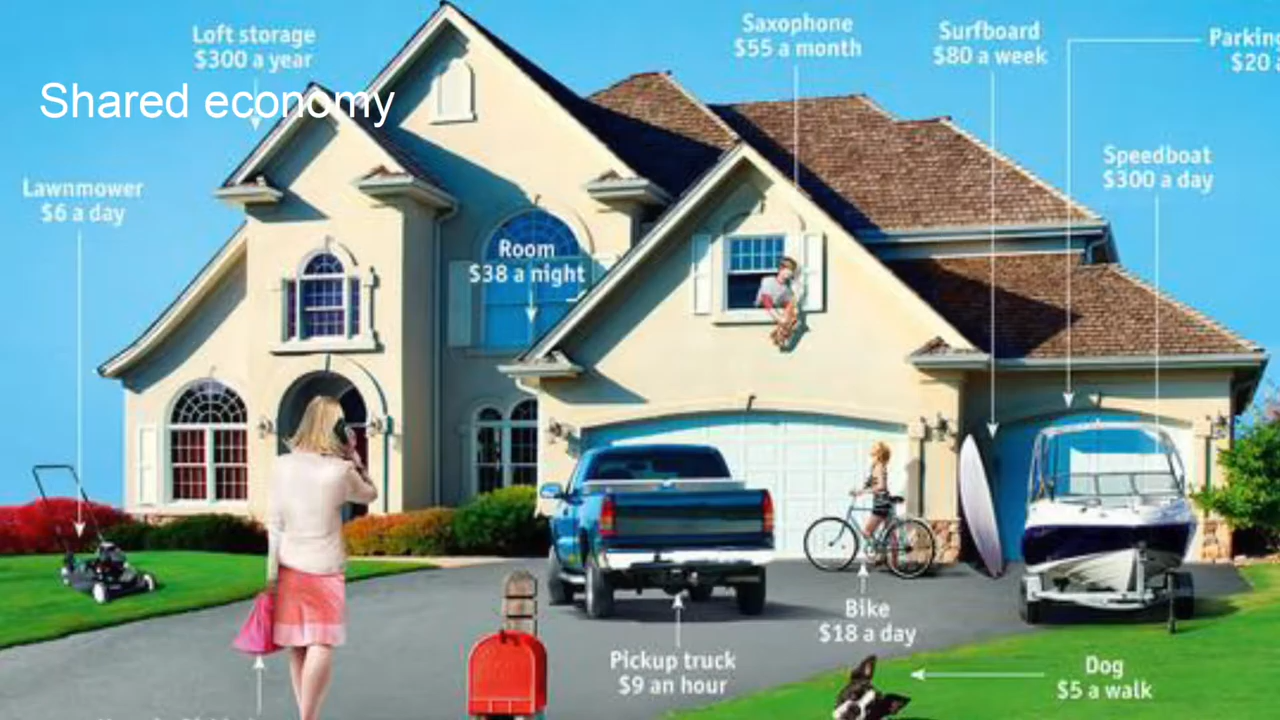 Loft storage
$300 a year
Saxophone
$55 a month
Surfboard
$80 a week
Parking
$20 a
Shared economy
Speedboat
$300 a day
Lawnmower
$6 a day
Room
$38 a night
Bike
$18 a day
Pickup truck
$9 an hour
Dog
$5 a walk